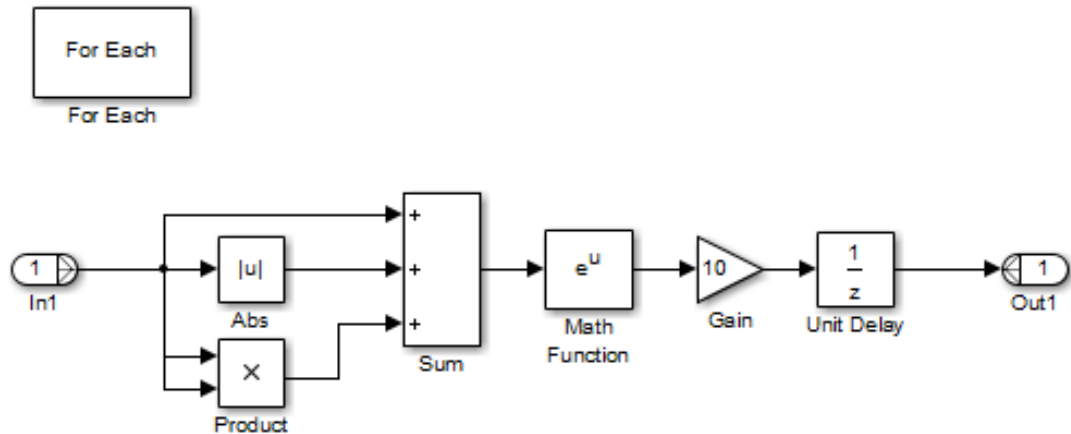 For Each
For Each
+
1
In1
|u|
Abs
+
×
Product
+
Sum
e^u
Math
Function
10
Gain
1
z
Unit Delay
1
Out1